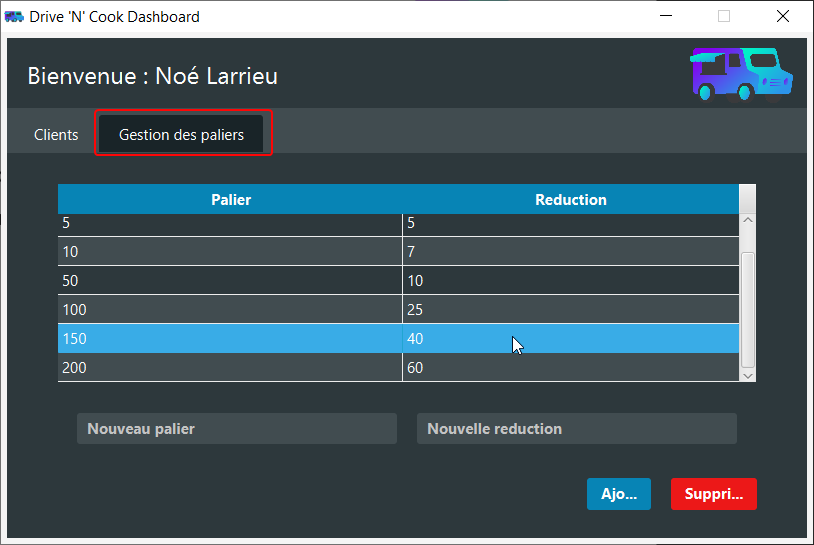 Drive 'N' Cook Dashboard
Bienvenue : Noé Larrieu
Clients Gestion des paliers
Palier Reduction
5 5
10 7
50 10
100 25
150 40
200 60
Nouveau palier Nouvelle reduction
Ajo... Suppri...